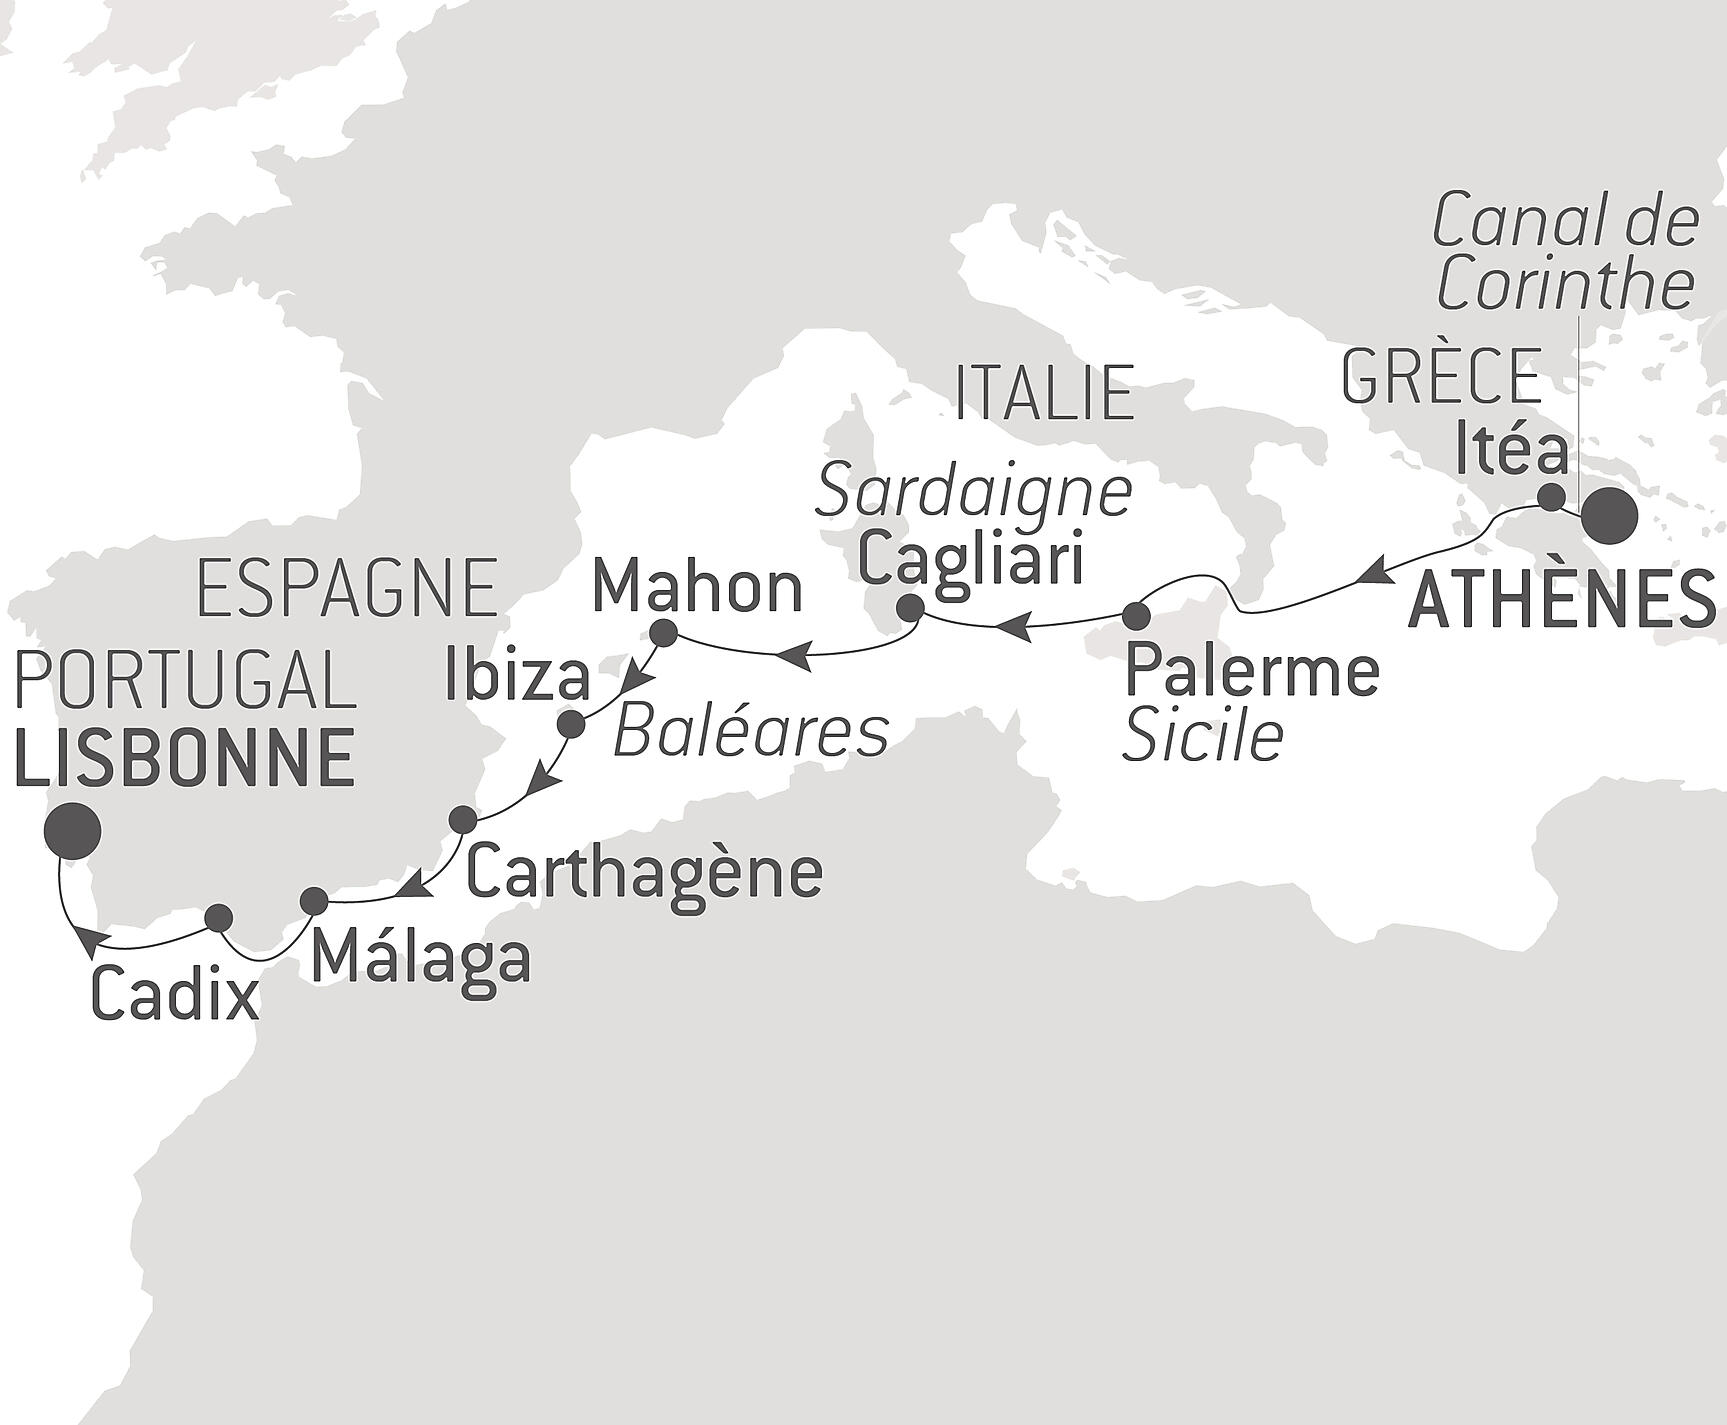 Canal de
Corinthe
GRÈCE
Itéa
ITALIE
Sardaigne
Cagliari
ESPAGNE
Mahon
ATHÈNES
PORTUGAL
Ibiza
Palerme
LISBONNE
Baléares
Sicile
Carthagène
Málaga
Cadix